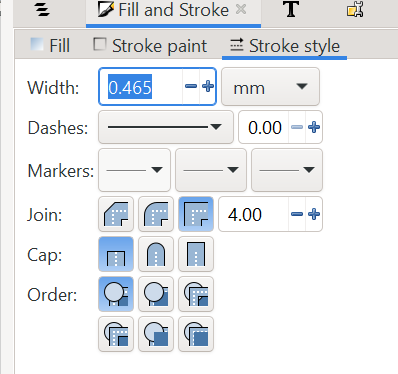 Fill and Stroke
Fill Stroke paint Stroke style
Width: 0.465 mm
Dashes: 0.00
Markers:
Join: 4.00
Cap:
Order: